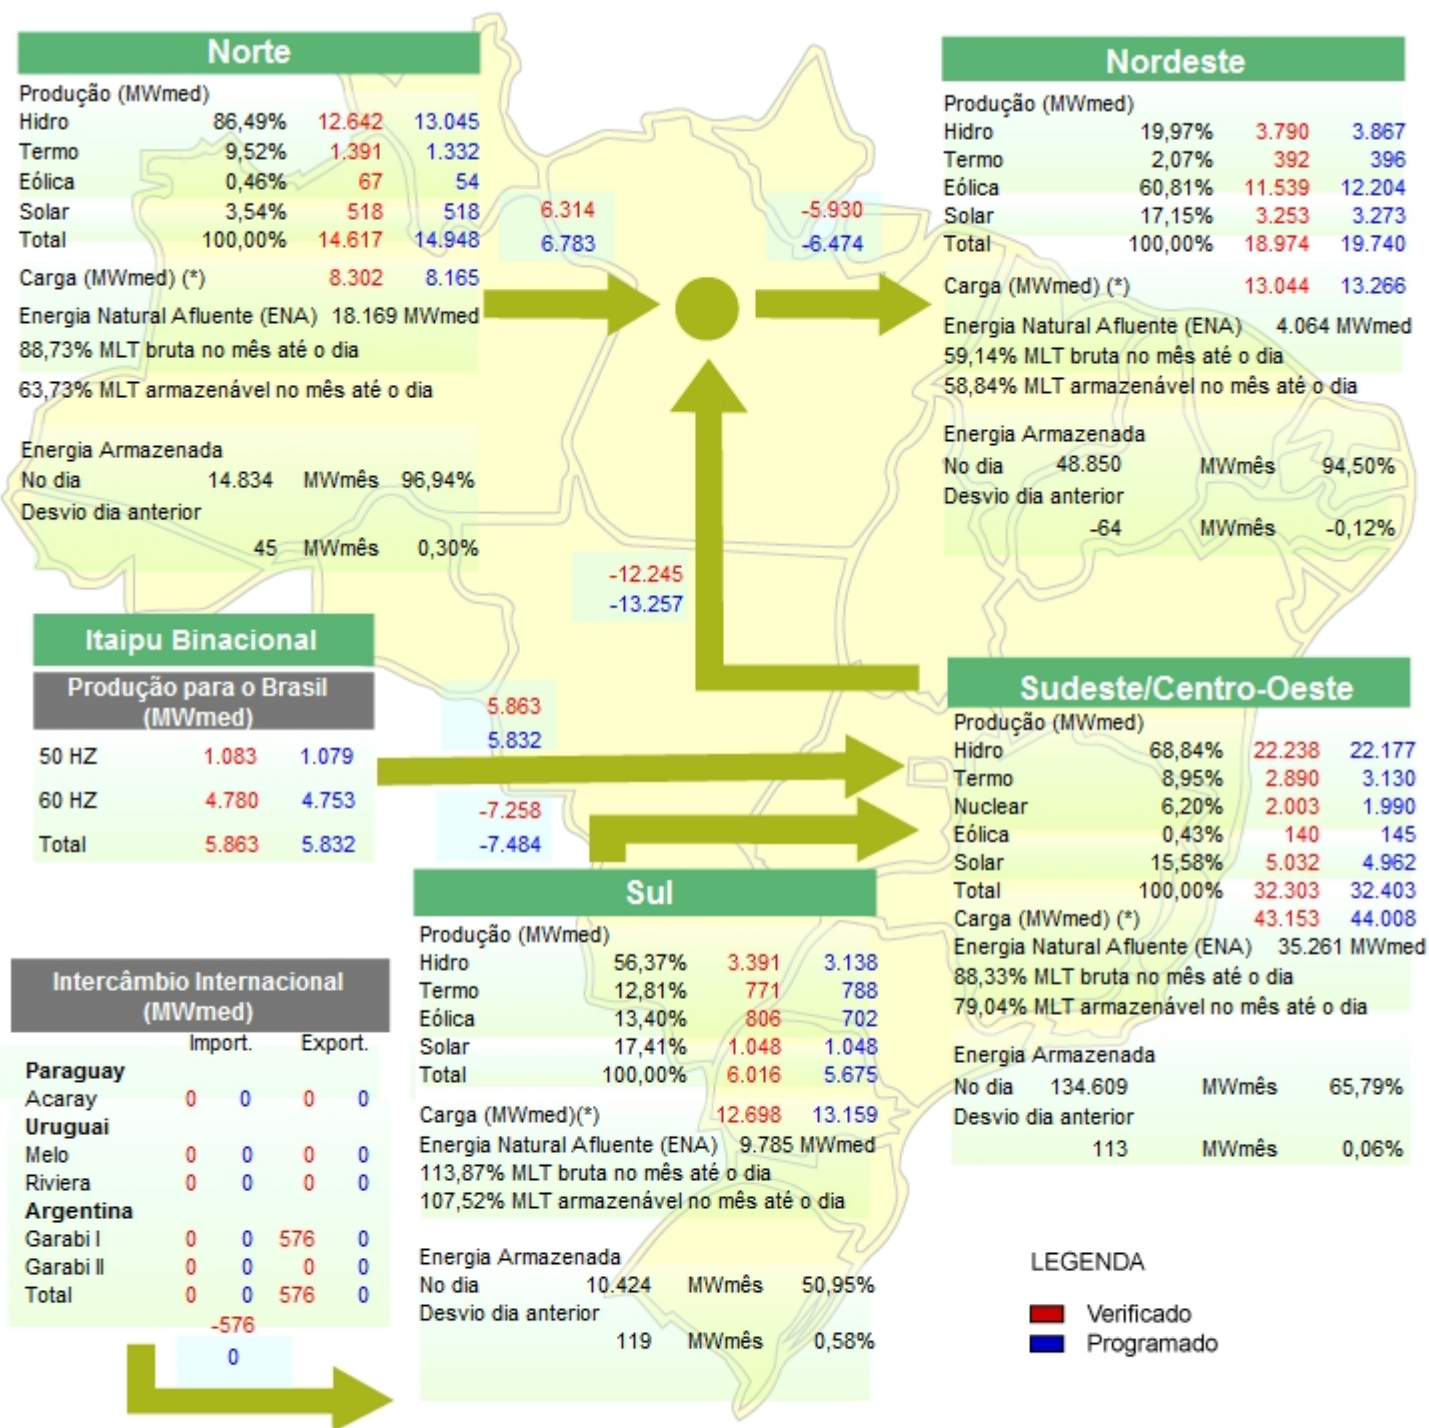 Norte
Produção (MWmed)
Hidro 86,49% 12.642 13.045
Termo 9,52% 1.391 1.332
Eólica 0,46% 67 54
Solar 3,54% 518 518
Total 100,00% 14.617 14.948
Carga (MWmed) (*) 8.302 8.165
Energia Natural Afluente (ENA) 18.169 MWmed
88,73% MLT bruta no mês até o dia
63,73% MLT armazenável no mês até o dia
Energia Armazenada
No dia 14.834 MWmês 96,94%
Desvio dia anterior
45 MWmês 0,30%
6.314
6.783
-5.930
-6.474
Nordeste
Produção (MWmed)
Hidro 19,97% 3.790 3.867
Termo 2,07% 392 396
Eólica 60,81% 11.539 12.204
Solar 17,15% 3.253 3.273
Total 100,00% 18.974 19.740
Carga (MWmed) (*) 13.044 13.266
Energia Natural Afluente (ENA) 4.064 MWmed
59,14% MLT bruta no mês até o dia
58,84% MLT armazenável no mês até o dia
Energia Armazenada
No dia 48.850 MWmês 94,50%
Desvio dia anterior
-64 MWmês -0,12%
-12.245
-13.257
Itaipu Binacional
Produção para o Brasil
(MWmed)
50 HZ 1.083 1.079
60 HZ 4.780 4.753
Total 5.863 5.832
5.863
5.832
-7.258
-7.484
Sudeste/Centro-Oeste
Produção (MWmed)
Hidro 68,84% 22.238 22.177
Termo 8,95% 2.890 3.130
Nuclear 6,20% 2.003 1.990
Eólica 0,43% 140 145
Solar 15,58% 5.032 4.962
Total 100,00% 32.303 32.403
Carga (MWmed) (*) 43.153 44.008
Energia Natural Afluente (ENA) 35.261 MWmed
88,33% MLT bruta no mês até o dia
79,04% MLT armazenável no mês até o dia
Energia Armazenada
No dia 134.609 MWmês 65,79%
Desvio dia anterior
113 MWmês 0,06%
Sul
Produção (MWmed)
Hidro 56,37% 3.391 3.138
Termo 12,81% 771 788
Eólica 13,40% 806 702
Solar 17,41% 1.048 1.048
Total 100,00% 6.016 5.675
Carga (MWmed)(*) 12.698 13.159
Energia Natural Afluente (ENA) 9.785 MWmed
113,87% MLT bruta no mês até o dia
107,52% MLT armazenável no mês até o dia
Energia Armazenada
No dia 10.424 MWmês 50,95%
Desvio dia anterior
119 MWmês 0,58%
Intercâmbio Internacional
(MWmed)
Import. Export.
Paraguay
Acaray 0 0 0 0
Uruguai
Melo 0 0 0 0
Riviera 0 0 0 0
Argentina
Garabi I 0 0 576 0
Garabi II 0 0 0 0
Total 0 0 576 0
-576
0
LEGENDA
Verificado
Programado